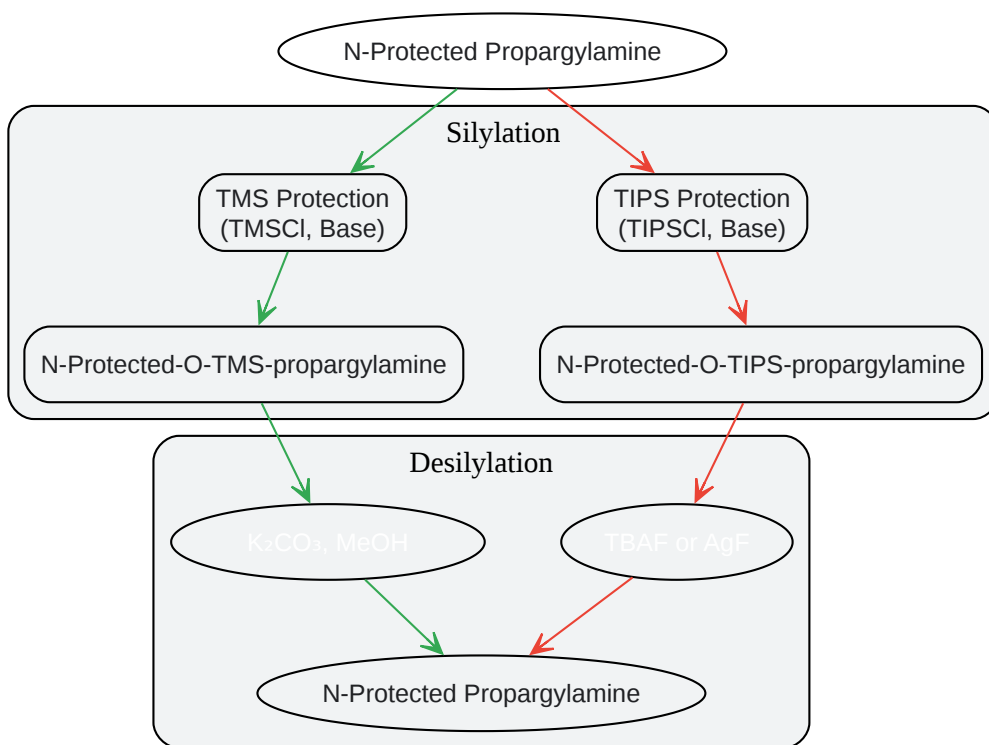 N-Protected Propargylamine
Silylation
TMS Protection
(TMSCl, Base)
TIPS Protection
(TIPSCl, Base)
N-Protected-O-TMS-propargylamine
N-Protected-O-TIPS-propargylamine
Desilylation
K₂CO₃, MeOH
TBAF or AgF
N-Protected Propargylamine